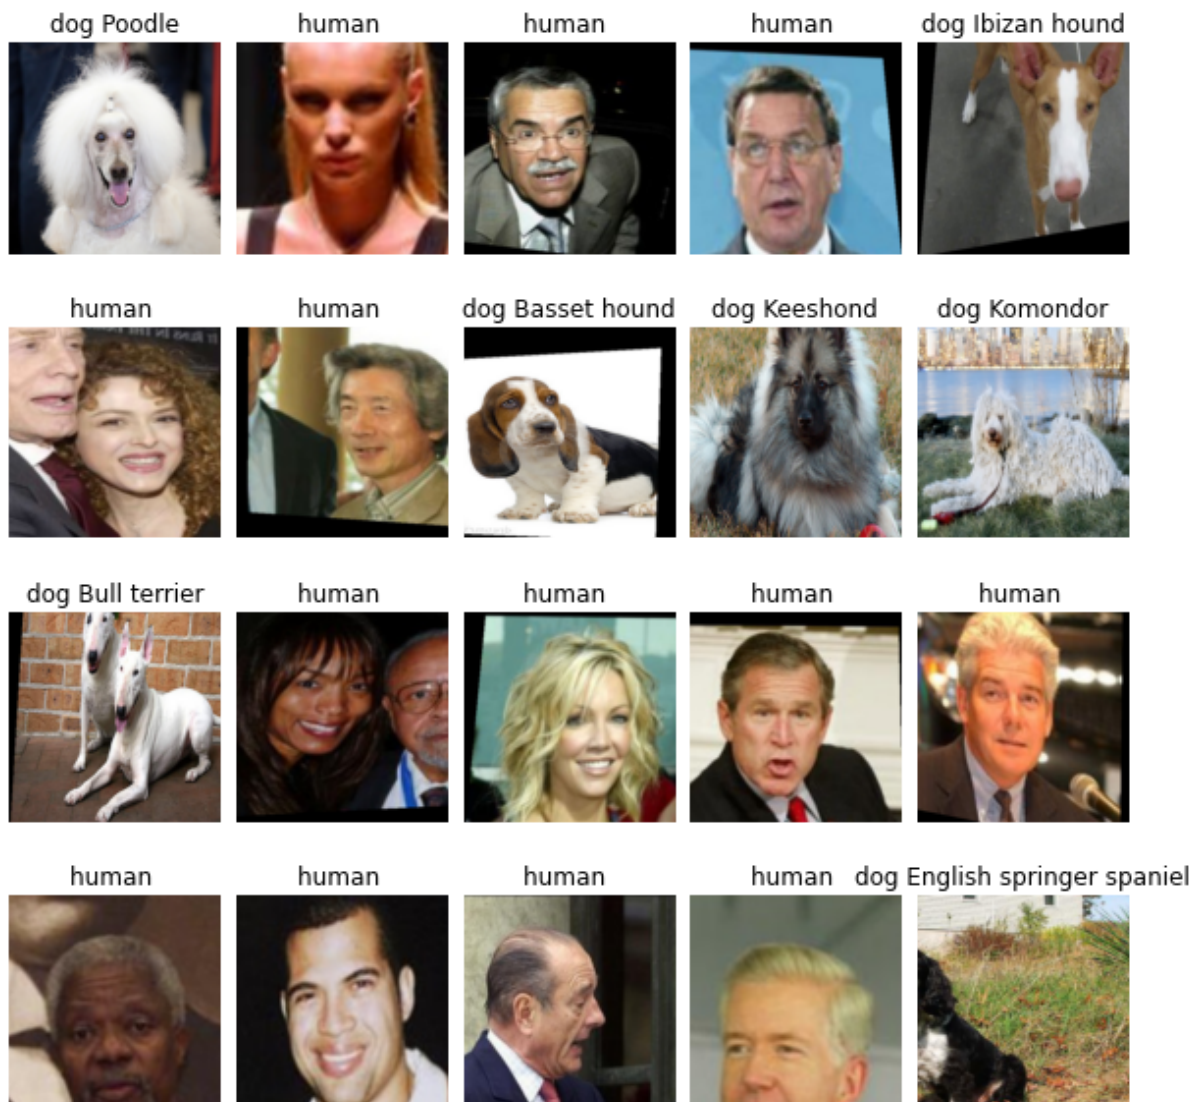 dog Poodle
human
human
human
dog Ibizan hound
human
human
dog Basset hound
dog Keeshond
dog Komondor
dog Bull terrier
human
human
human
human
human
human
human
human
dog English springer spaniel